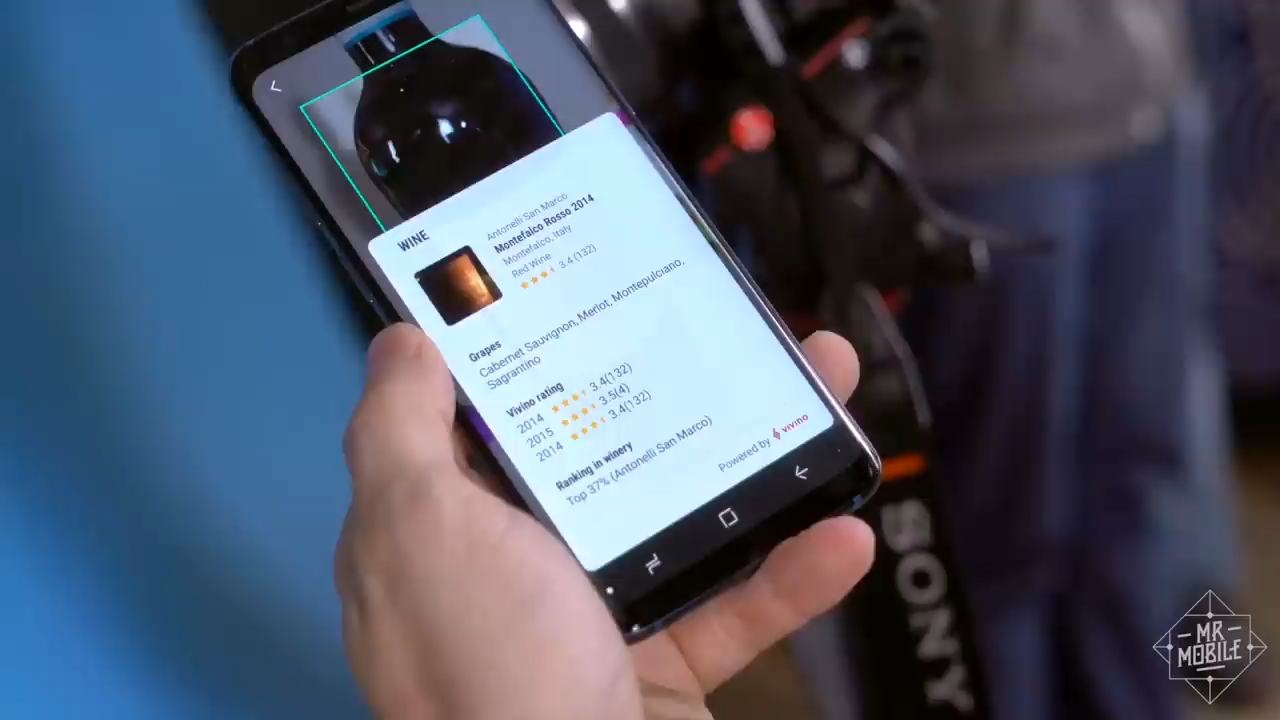 WINE
Antonelli San Marco
Montefalco Rosso 2014
Montefalco, Italy
Red Wine
3.4 (132)
Grapes
Cabernet Sauvignon, Merlot, Montepulciano,
Sagrantino
Vivino rating
2014 3.4(132)
2015 3.5(4)
2014 3.4(132)
Ranking in winery
Top 37% (Antonelli San Marco)
Powered by vivino
SONY
MR
MOBILE